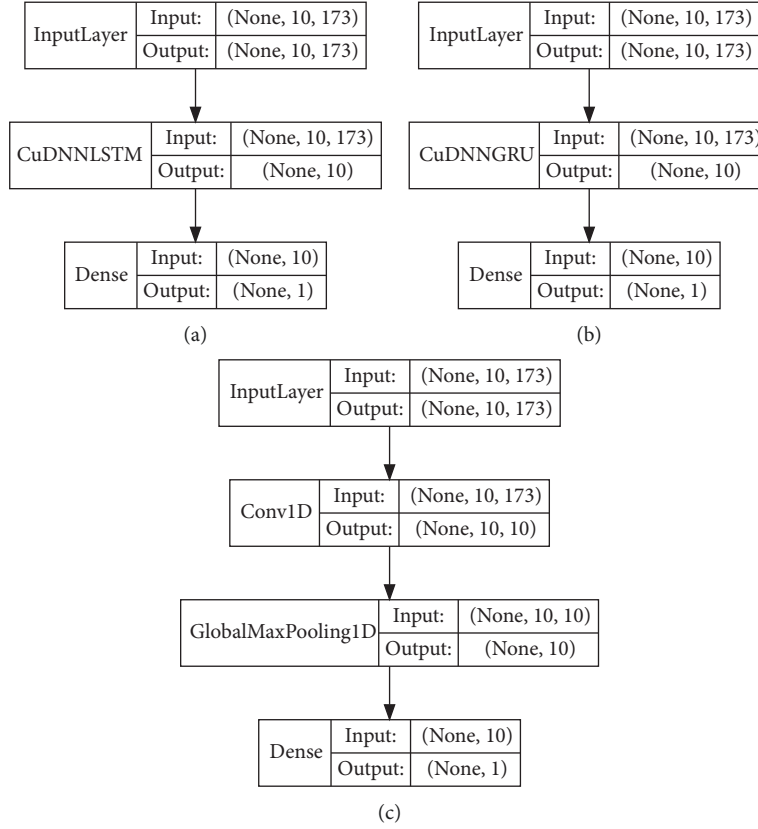 InputLayer
Input: (None, 10, 173)
Output: (None, 10, 173)
CuDNNLSTM
Input: (None, 10, 173)
Output: (None, 10)
Dense
Input: (None, 10)
Output: (None, 1)
(a)
InputLayer
Input: (None, 10, 173)
Output: (None, 10, 173)
CuDNNGRU
Input: (None, 10, 173)
Output: (None, 10)
Dense
Input: (None, 10)
Output: (None, 1)
(b)
InputLayer
Input: (None, 10, 173)
Output: (None, 10, 173)
Conv1D
Input: (None, 10, 173)
Output: (None, 10, 10)
GlobalMaxPooling1D
Input: (None, 10, 10)
Output: (None, 10)
Dense
Input: (None, 10)
Output: (None, 1)
(c)